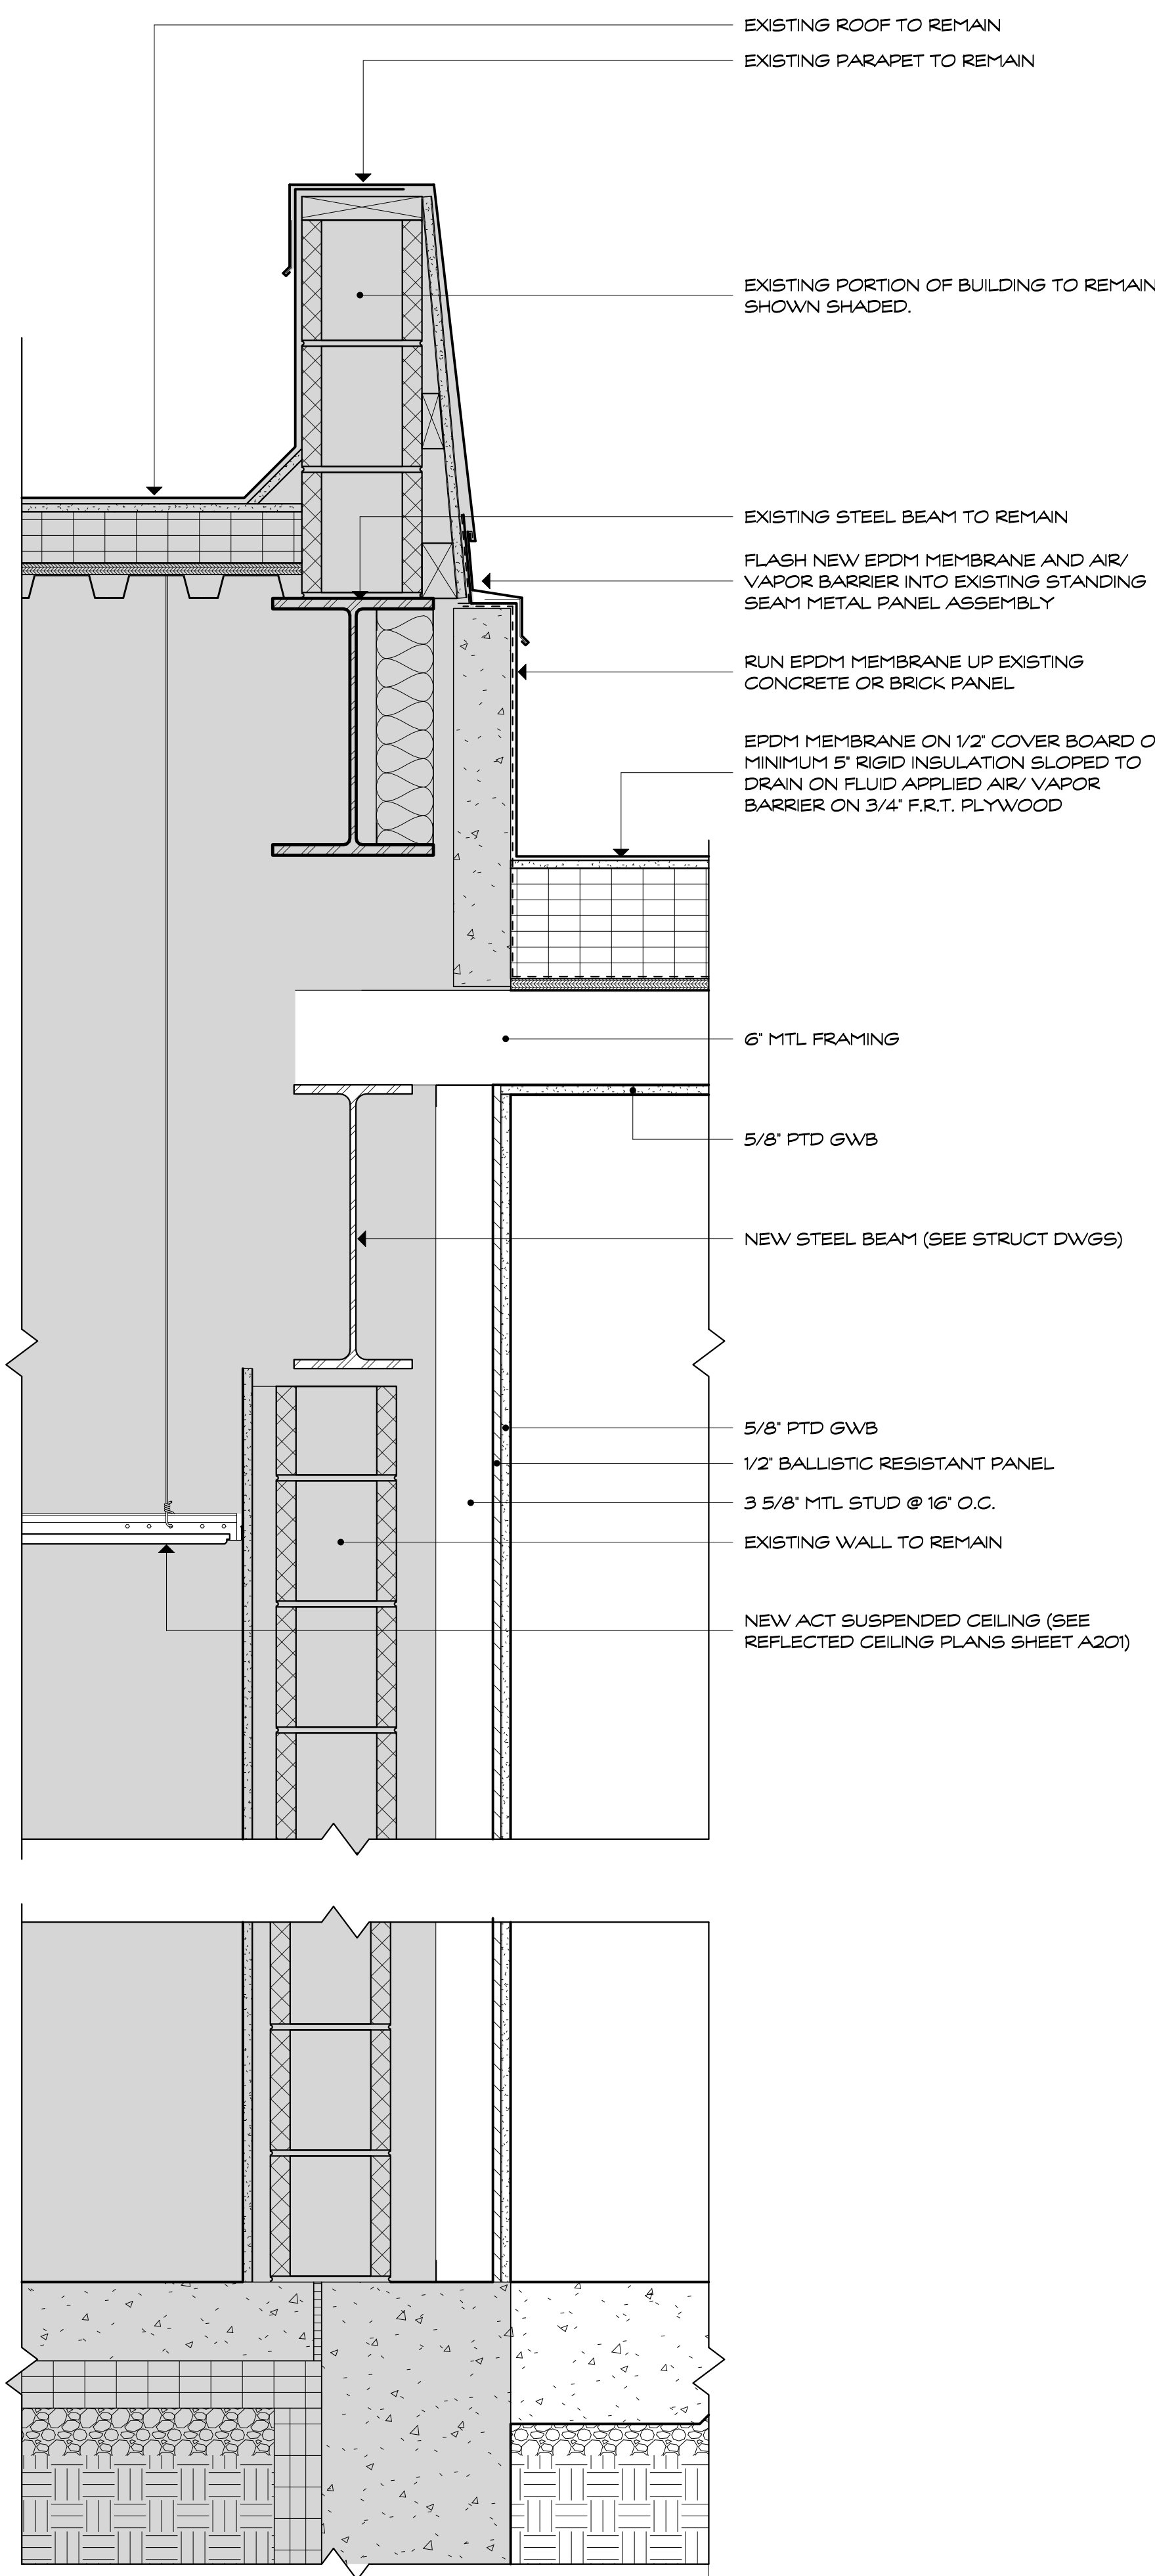 EXISTING ROOF TO REMAIN
EXISTING PARAPET TO REMAIN
EXISTING PORTION OF BUILDING TO REMAIN
SHOWN SHADED.
EXISTING STEEL BEAM TO REMAIN
FLASH NEW EPDM MEMBRANE AND AIR/
VAPOR BARRIER INTO EXISTING STANDING
SEAM METAL PANEL ASSEMBLY
RUN EPDM MEMBRANE UP EXISTING
CONCRETE OR BRICK PANEL
EPDM MEMBRANE ON 1/2" COVER BOARD O
MINIMUM 5" RIGID INSULATION SLOPED TO
DRAIN ON FLUID APPLIED AIR/ VAPOR
BARRIER ON 3/4" F.R.T. PLYWOOD
6" MTL FRAMING
5/8" PTD GWB
NEW STEEL BEAM (SEE STRUCT DWGS)
5/8" PTD GWB
1/2" BALLISTIC RESISTANT PANEL
3 5/8" MTL STUD @ 16" O.C.
EXISTING WALL TO REMAIN
NEW ACT SUSPENDED CEILING (SEE
REFLECTED CEILING PLANS SHEET A201)